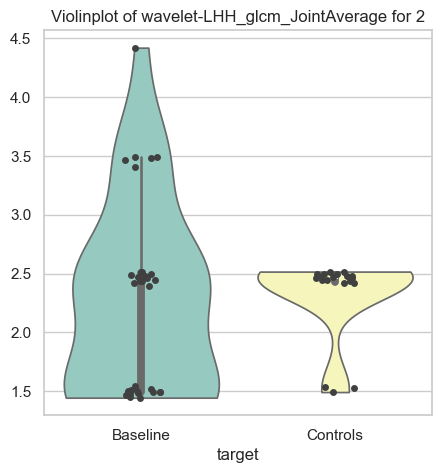 Violinplot of wavelet-LHH_glcm_JointAverage for 2
4.5
4.0
3.5
3.0
2.5
2.0
1.5
Baseline Controls
target